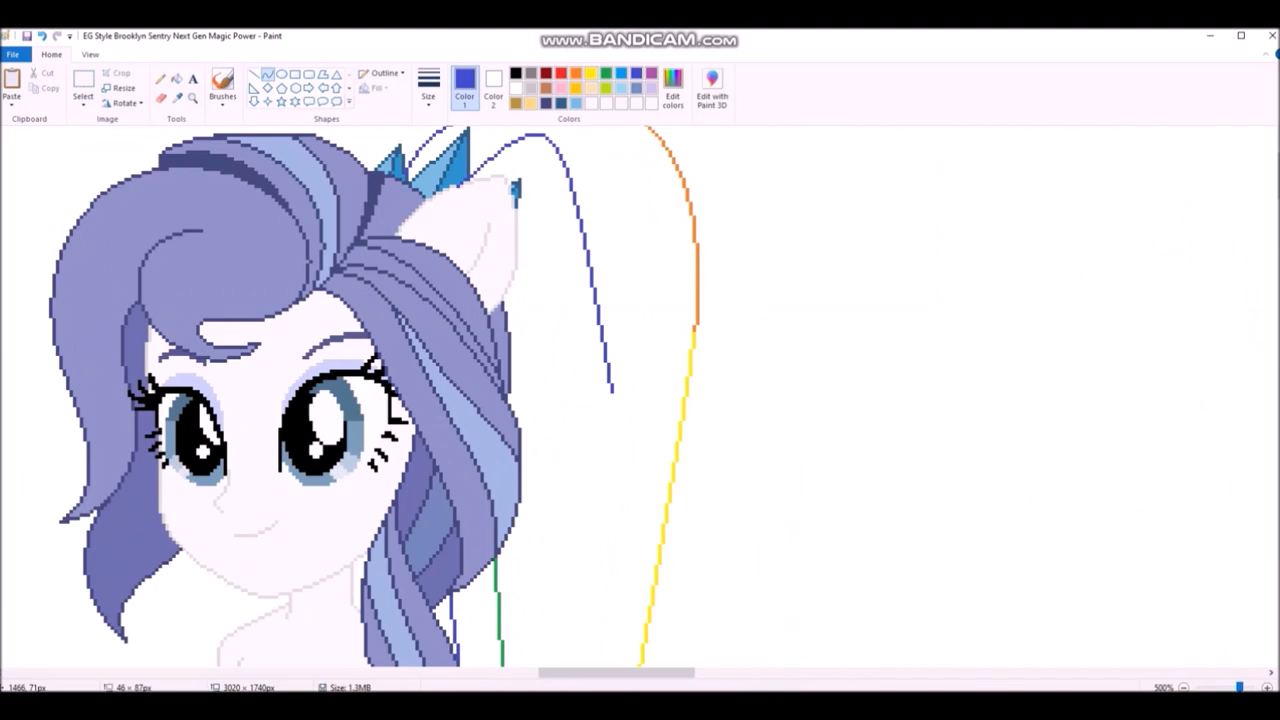 EG Style Brooklyn Sentry Next Gen Magic Power - Paint
www.BANDICAM.com
File Home View
Paste
Cut
Copy
Clipboard
Select
Crop
Resize
Rotate
Image
A
Tools
Brushes
Outline
Fill
Shapes
Size
Color 1
Color 2
Edit colors
Edit with Paint 3D
Colors
1466, 71px
46 × 87px
3020 × 1740px
Size: 1.3MB
500%